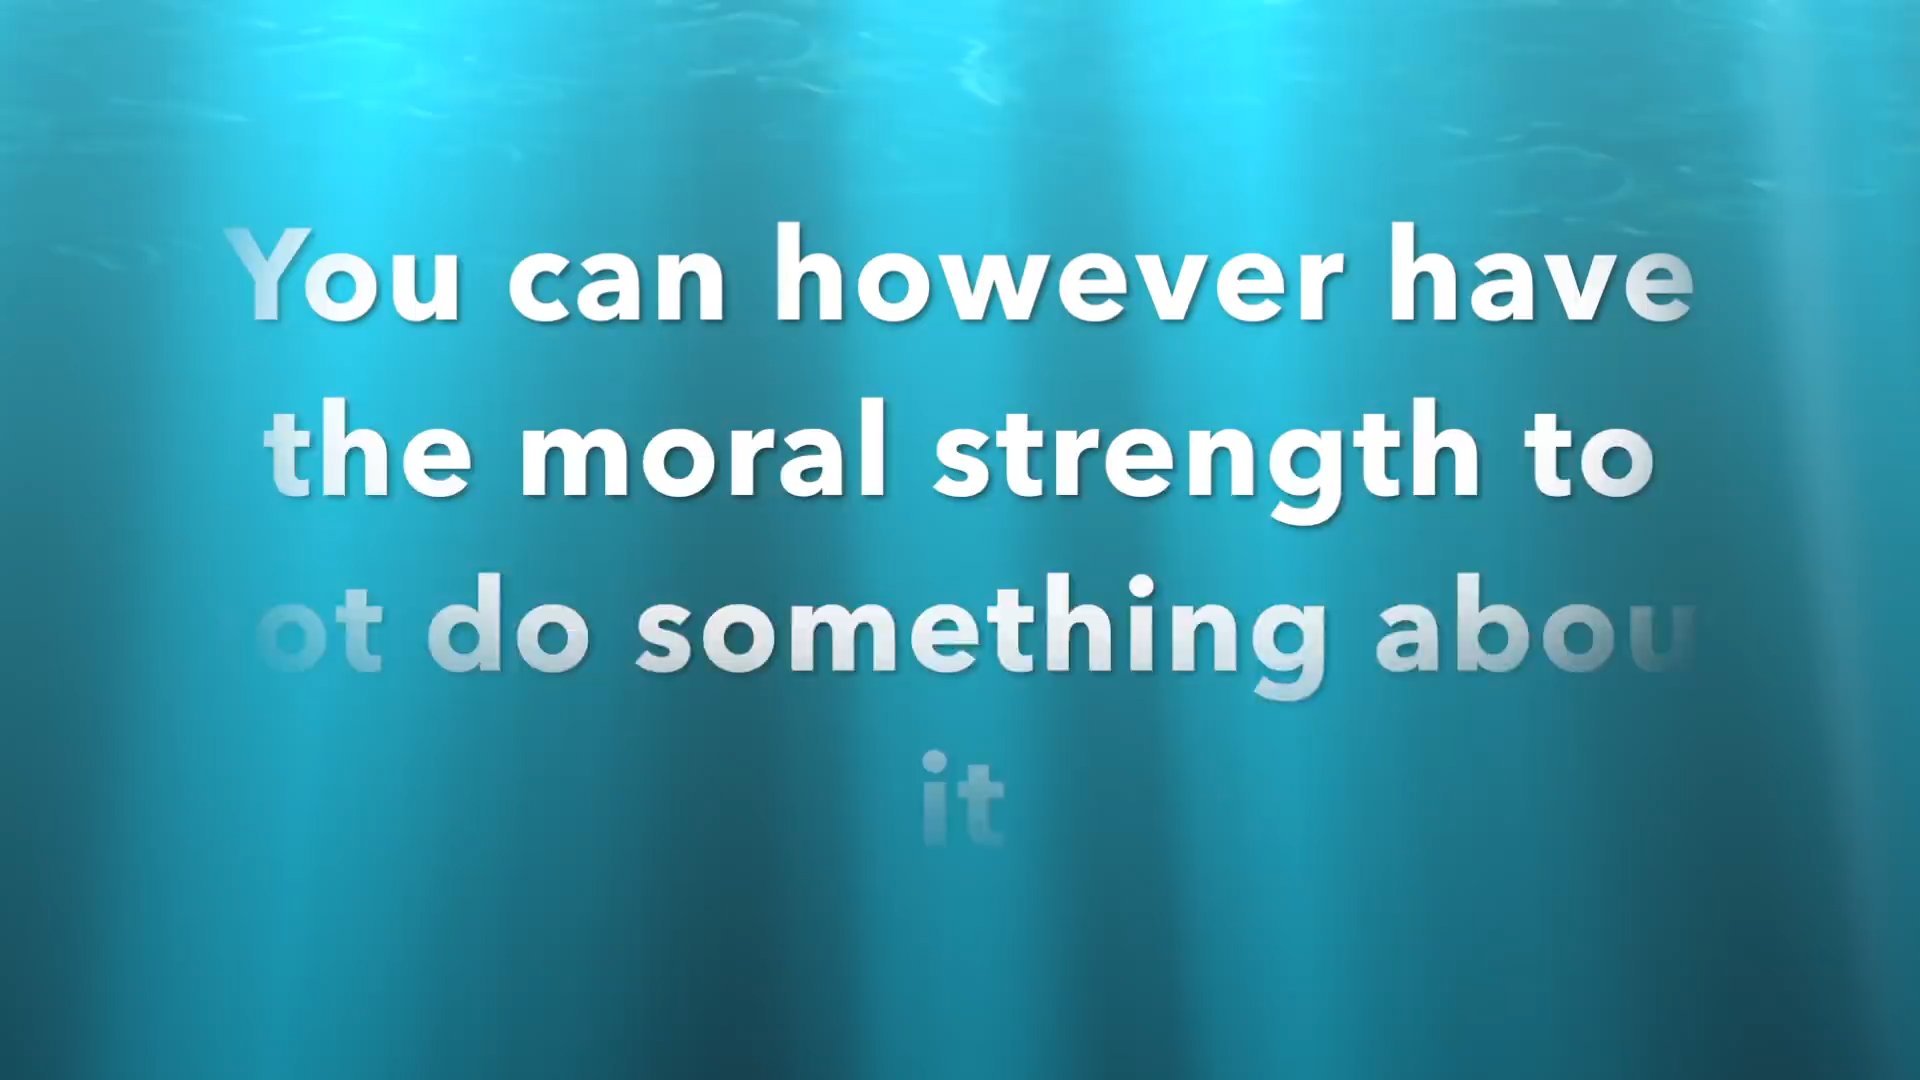 You can however have
the moral strength to
ot do something abou
it